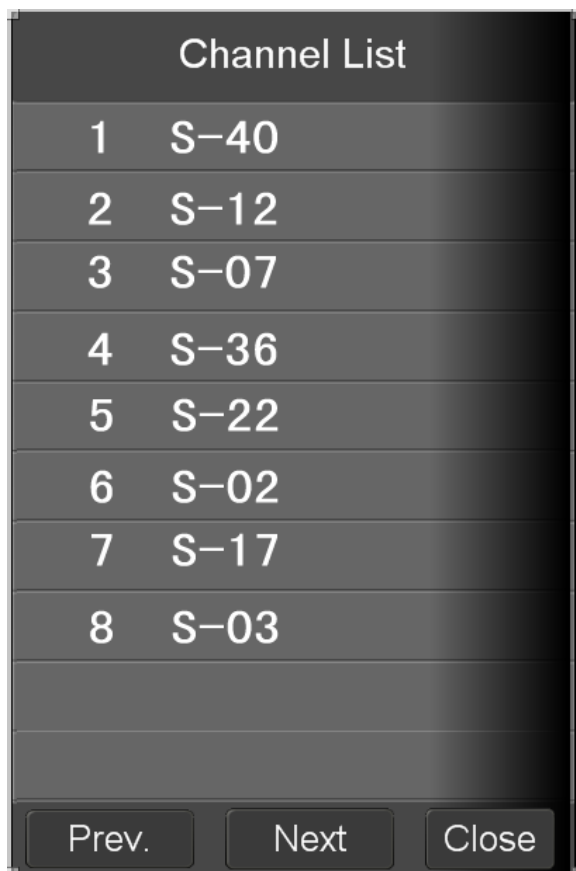 Channel List
1 S-40
2 S-12
3 S-07
4 S-36
5 S-22
6 S-02
7 S-17
8 S-03
Prev. Next Close